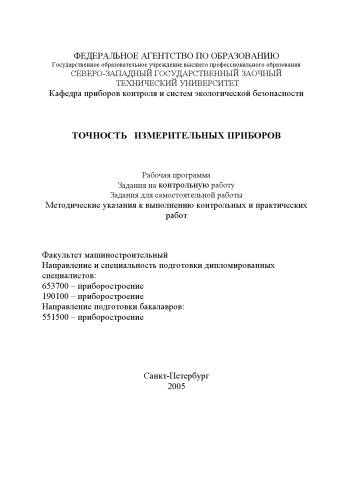 ФЕДЕРАЛЬНОЕ АГЕНТСТВО ПО ОБРАЗОВАНИЮ
Государственное образовательное учреждение высшего профессионального образования
СЕВЕРО-ЗАПАДНЫЙ ГОСУДАРСТВЕННЫЙ ЗАОЧНЫЙ
ТЕХНИЧЕСКИЙ УНИВЕРСИТЕТ
Кафедра приборов контроля и систем экологической безопасности
ТОЧНОСТЬ ИЗМЕРИТЕЛЬНЫХ ПРИБОРОВ
Рабочая программа
Задания на контрольную работу
Задания для самостоятельной работы
Методические указания к выполнению контрольных и практических
работ
Факультет машиностроительный
Направление и специальность подготовки дипломированных
специалистов:
653700 – приборостроение
190100 – приборостроение
Направление подготовки бакалавров:
551500 – приборостроение
Санкт-Петербург
2005